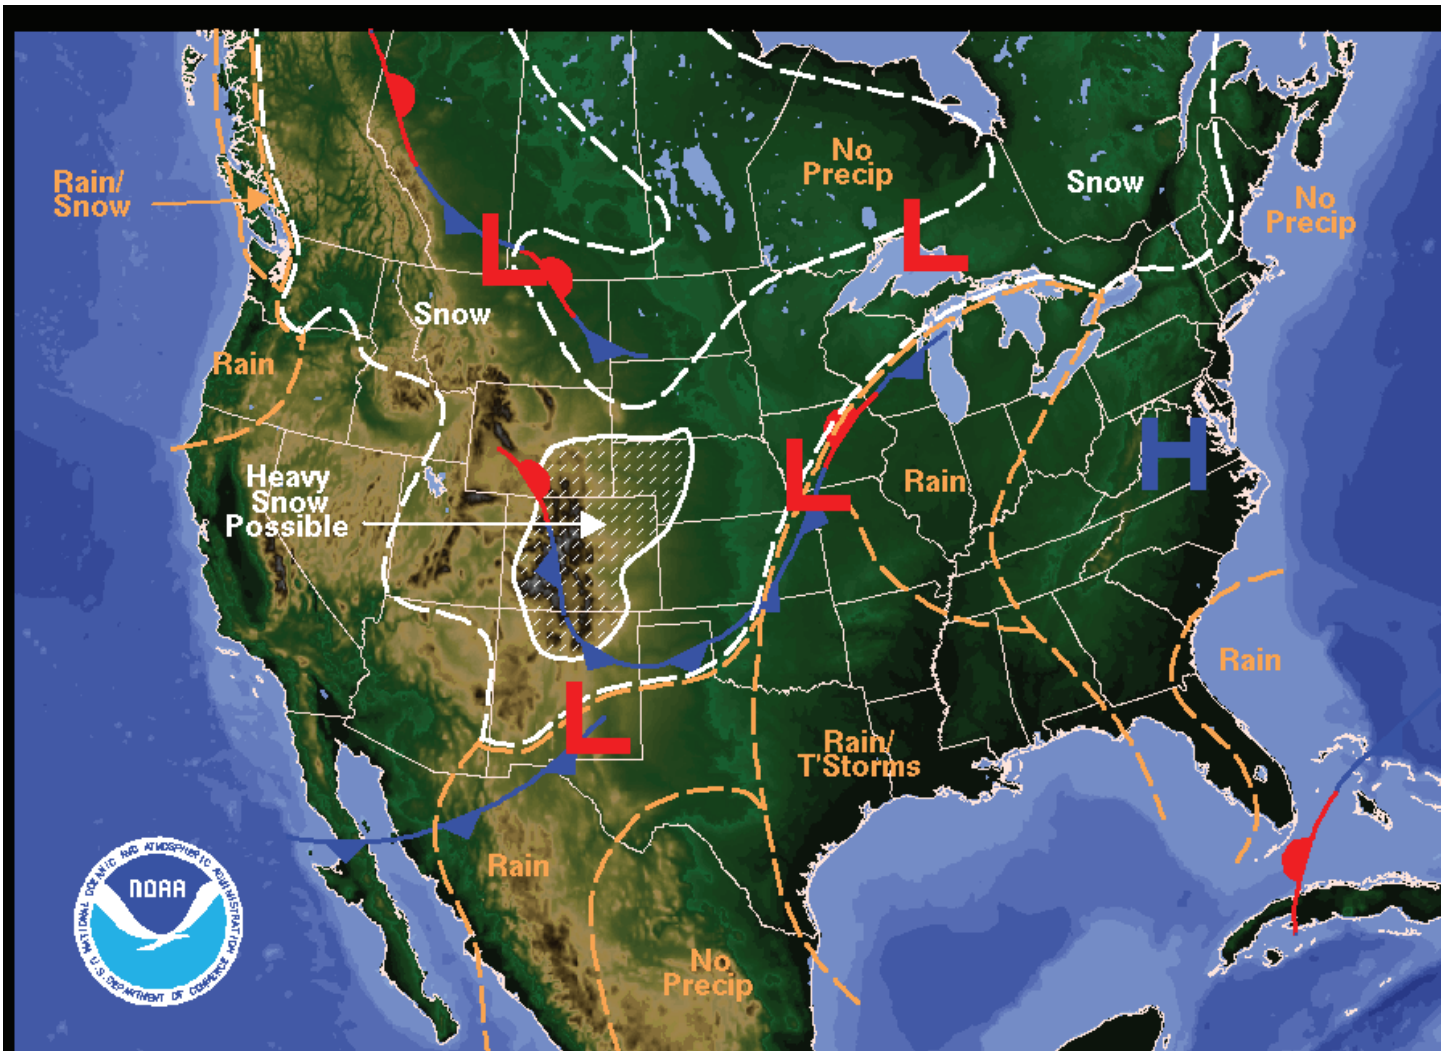 No
Precip
Snow
Rain/
Snow
No
Precip
L
L
Snow
Rain
H
L
Heavy
Snow
Possible
Rain
Rain
L
Rain/
T'Storms
Rain
No
Precip
NATIONAL OCEANIC AND ATMOSPHERIC ADMINISTRATION
NOAA
U.S. DEPARTMENT OF COMMERCE